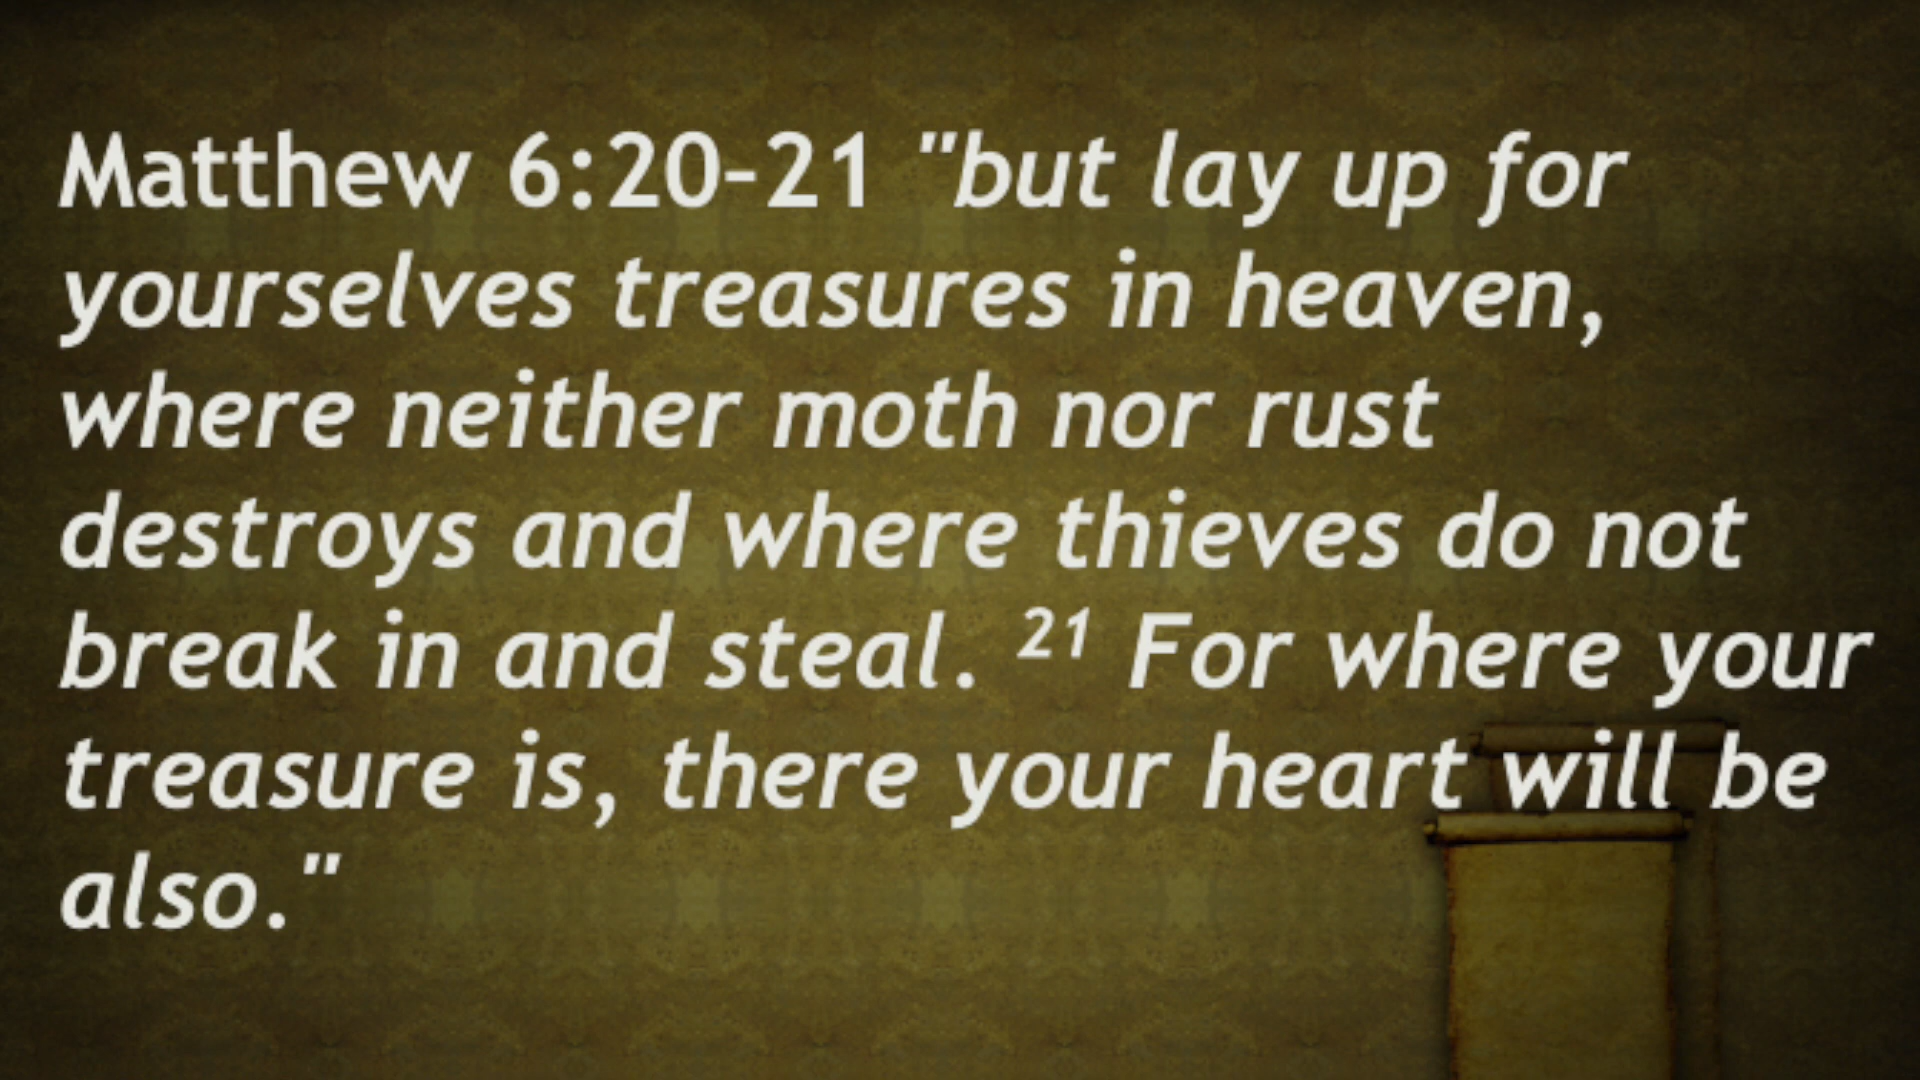 Matthew 6:20-21 "but lay up for
yourselves treasures in heaven,
where neither moth nor rust
destroys and where thieves do not
break in and steal. 21 For where your
treasure is, there your heart will be
also."